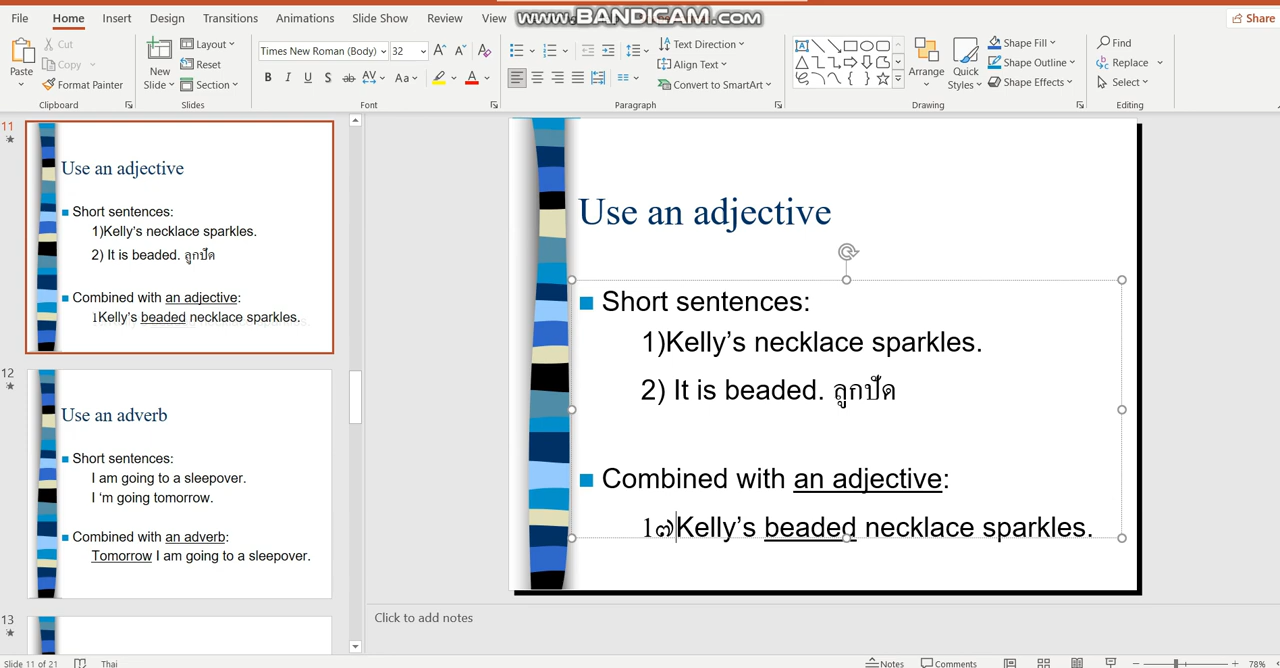 www.BANDICAM.com
File Home Insert Design Transitions Animations Slide Show Review View Share
Cut
Copy
Format Painter
Paste
Clipboard
New Slide
Layout
Reset
Section
Slides
Times New Roman (Body) 32
Font
Text Direction
Align Text
Convert to SmartArt
Paragraph
Arrange
Quick Styles
Shape Fill
Shape Outline
Shape Effects
Drawing
Find
Replace
Select
Editing
11
Use an adjective
Short sentences:
1)Kelly’s necklace sparkles.
2) It is beaded. ลูกปัด
Combined with an adjective:
1Kelly’s beaded necklace sparkles.
12
Use an adverb
Short sentences:
I am going to a sleepover.
I ‘m going tomorrow.
Combined with an adverb:
Tomorrow I am going to a sleepover.
13
Use an adjective
Short sentences:
1)Kelly’s necklace sparkles.
2) It is beaded. ลูกปัด
Combined with an adjective:
1๗Kelly’s beaded necklace sparkles.
Click to add notes
Slide 11 of 21 Thai Notes Comments 78%